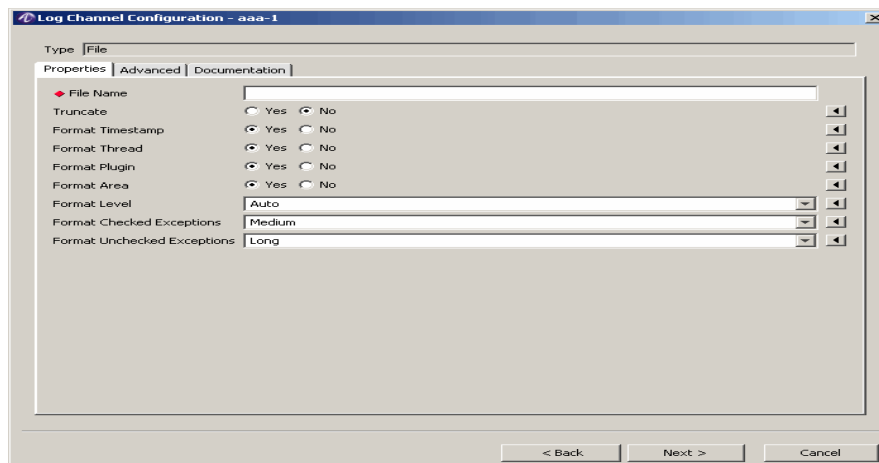 Log Channel Configuration - aaa-1
Type File
Properties Advanced Documentation
File Name
Truncate Yes No
Format Timestamp Yes No
Format Thread Yes No
Format Plugin Yes No
Format Area Yes No
Format Level Auto
Format Checked Exceptions Medium
Format Unchecked Exceptions Long
< Back Next > Cancel